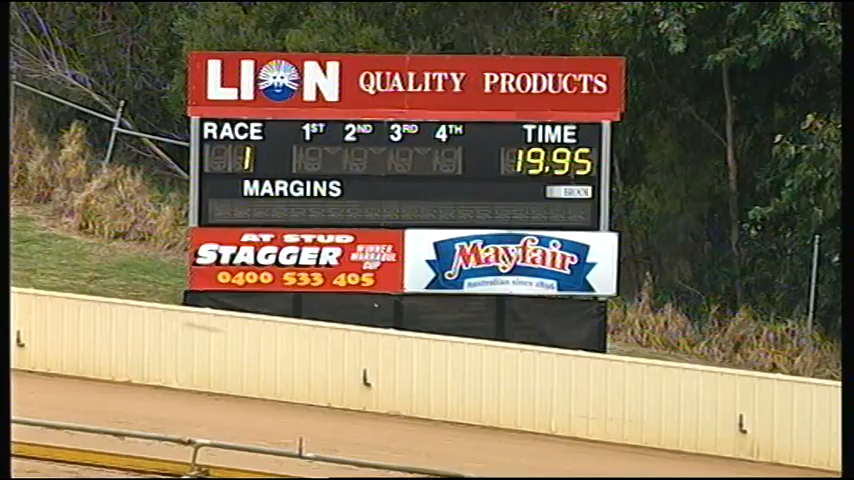 LION QUALITY PRODUCTS
RACE 1ST 2ND 3RD 4TH TIME
1 19.95
MARGINS
AT STUD
STAGGER
WINNER
WARRAGUL
CUP
0400 533 405
Mayfair
Australian since 1896